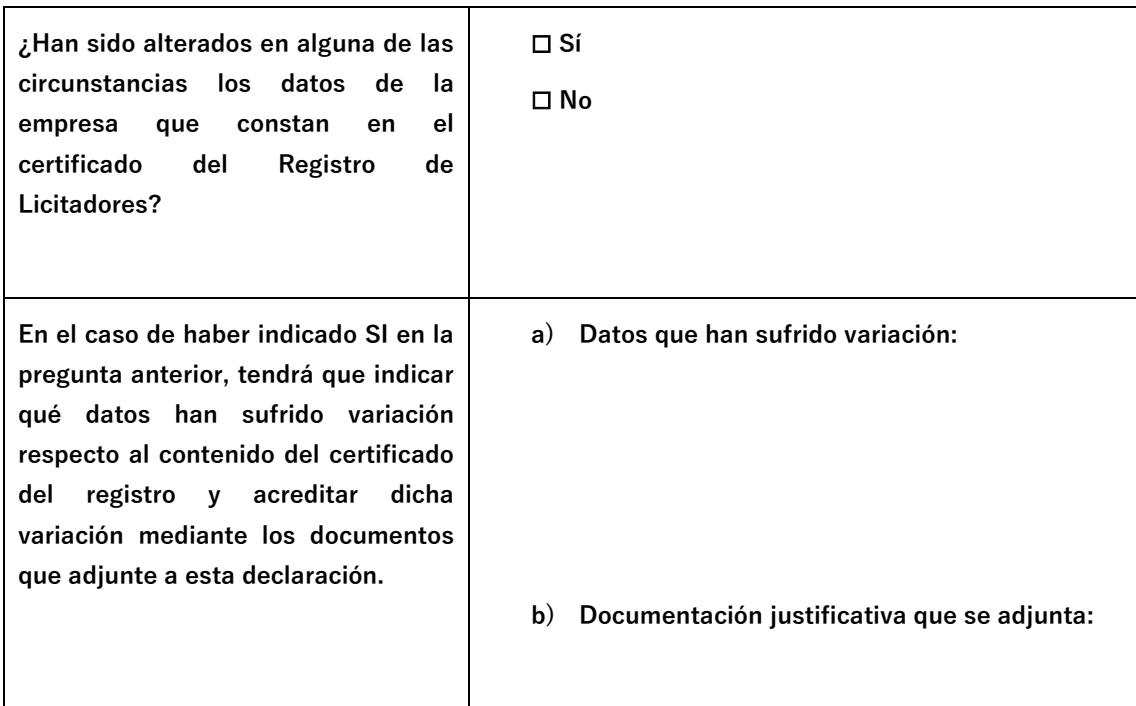 ¿Han sido alterados en alguna de las
circunstancias los datos de la
empresa que constan en el
certificado del Registro de
Licitadores?
☐ Sí
☐ No
En el caso de haber indicado SI en la
pregunta anterior, tendrá que indicar
qué datos han sufrido variación
respecto al contenido del certificado
del registro y acreditar dicha
variación mediante los documentos
que adjunte a esta declaración.
a) Datos que han sufrido variación:
b) Documentación justificativa que se adjunta: